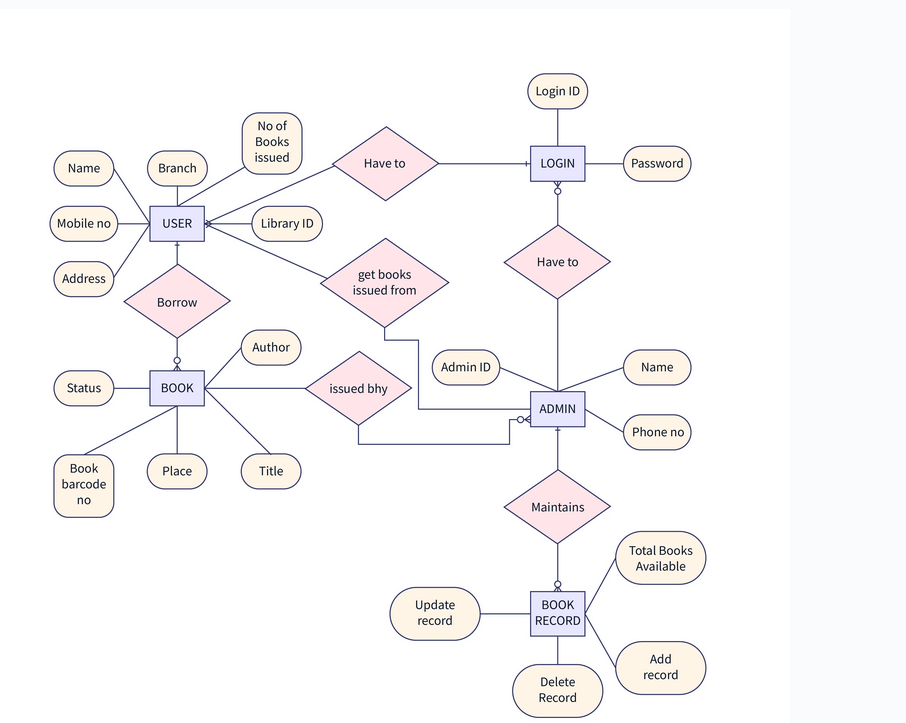 Login ID
No of
Books
issued
Name
Branch
Have to
LOGIN
Password
Mobile no
USER
Library ID
Have to
Address
get books
issued from
Borrow
Author
Admin ID
Name
Status
BOOK
issued bhy
ADMIN
Phone no
Book
barcode
no
Place
Title
Maintains
Total Books
Available
Update
record
BOOK
RECORD
Add
record
Delete
Record